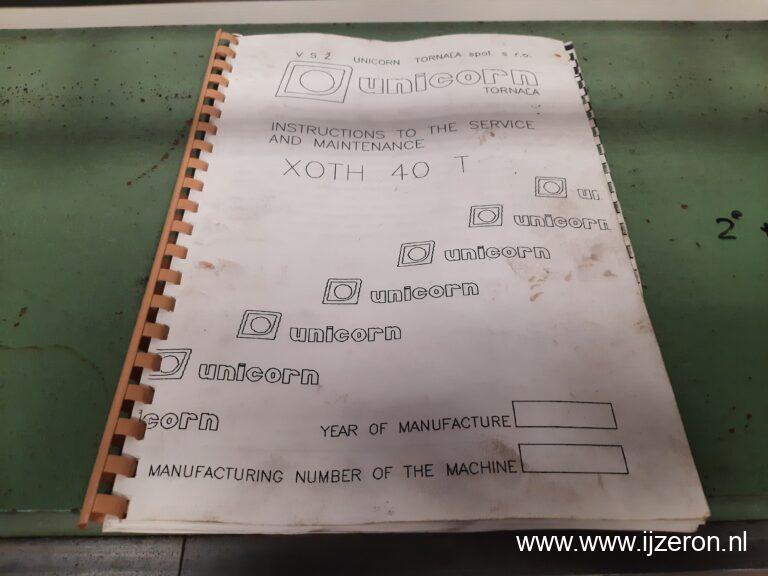 V S Ž UNICORN TORNAĽA spol. s r.o.
unicorn
TORNAĽA
INSTRUCTIONS TO THE SERVICE
AND MAINTENANCE
XOTH 40 T
un
unicorn
unicorn
unicorn
unicorn
unicorn
icorn
YEAR OF MANUFACTURE
MANUFACTURING NUMBER OF THE MACHINE
2°
www.www.ijzeron.nl